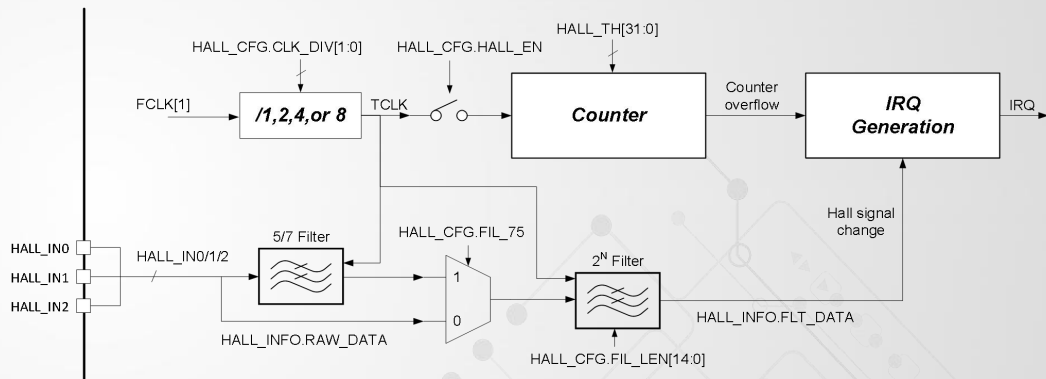 HALL_CFG.CLK_DIV[1:0]
HALL_CFG.HALL_EN
HALL_TH[31:0]
FCLK[1]
/1,2,4,or 8
TCLK
Counter
Counter
overflow
IRQ
Generation
IRQ
HALL_IN0
HALL_IN1
HALL_IN2
HALL_IN0/1/2
5/7 Filter
HALL_CFG.FIL_75
1
0
2N Filter
Hall signal
change
HALL_INFO.RAW_DATA
HALL_INFO.FLT_DATA
HALL_CFG.FIL_LEN[14:0]